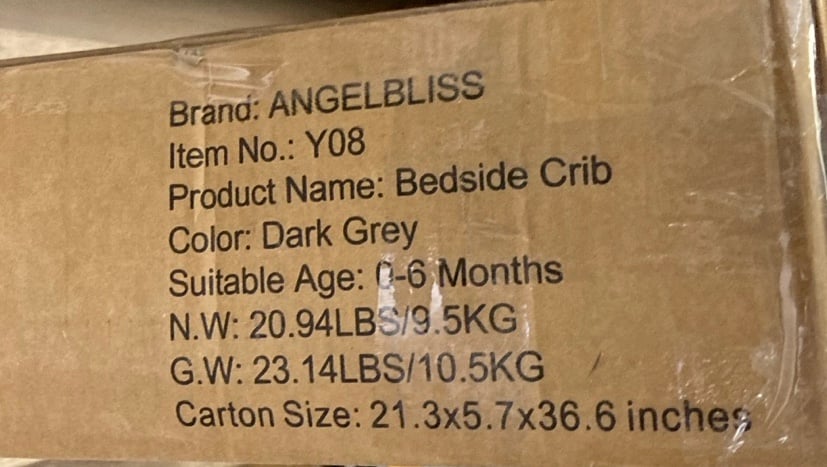 Brand: ANGELBLISS
Item No.: Y08
Product Name: Bedside Crib
Color: Dark Grey
Suitable Age: 0-6 Months
N.W: 20.94LBS/9.5KG
G.W: 23.14LBS/10.5KG
Carton Size: 21.3x5.7x36.6 inches